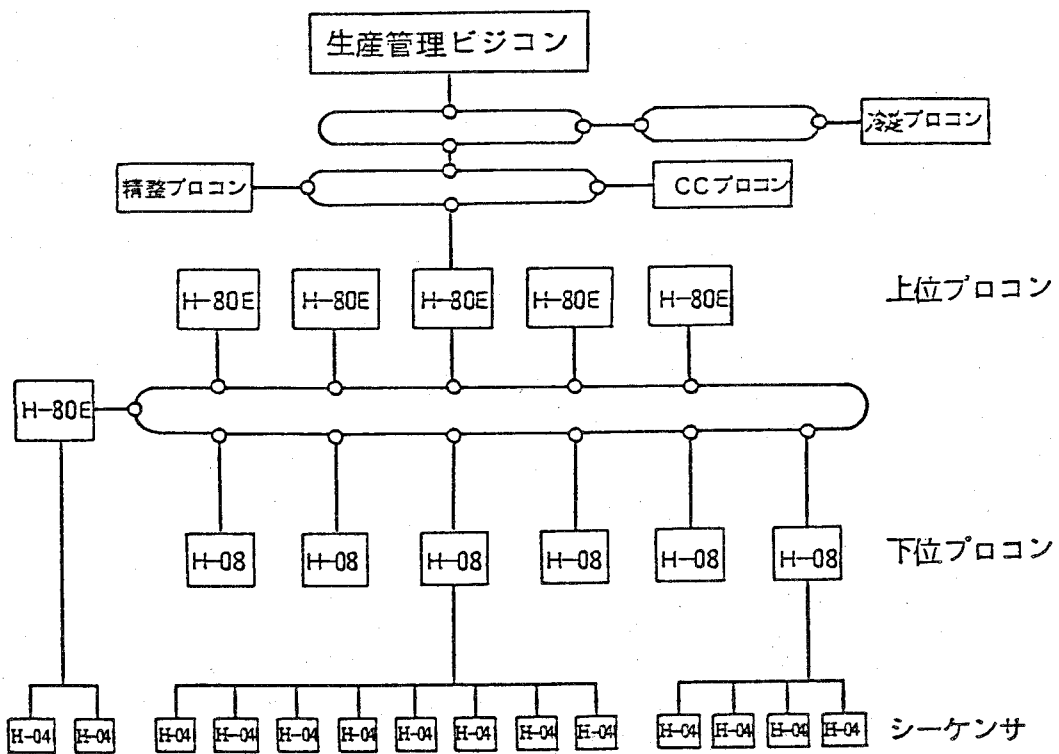 生産管理ビジコン
冷延プロコン
精整プロコン
CCプロコン
H-80E H-80E H-80E H-80E H-80E 上位プロコン
H-80E
H-08 H-08 H-08 H-08 H-08 H-08 下位プロコン
H-04 H-04 H-04 H-04 H-04 H-04 H-04 H-04 H-04 H-04 H-04 H-04 H-04 H-04 シーケンサ